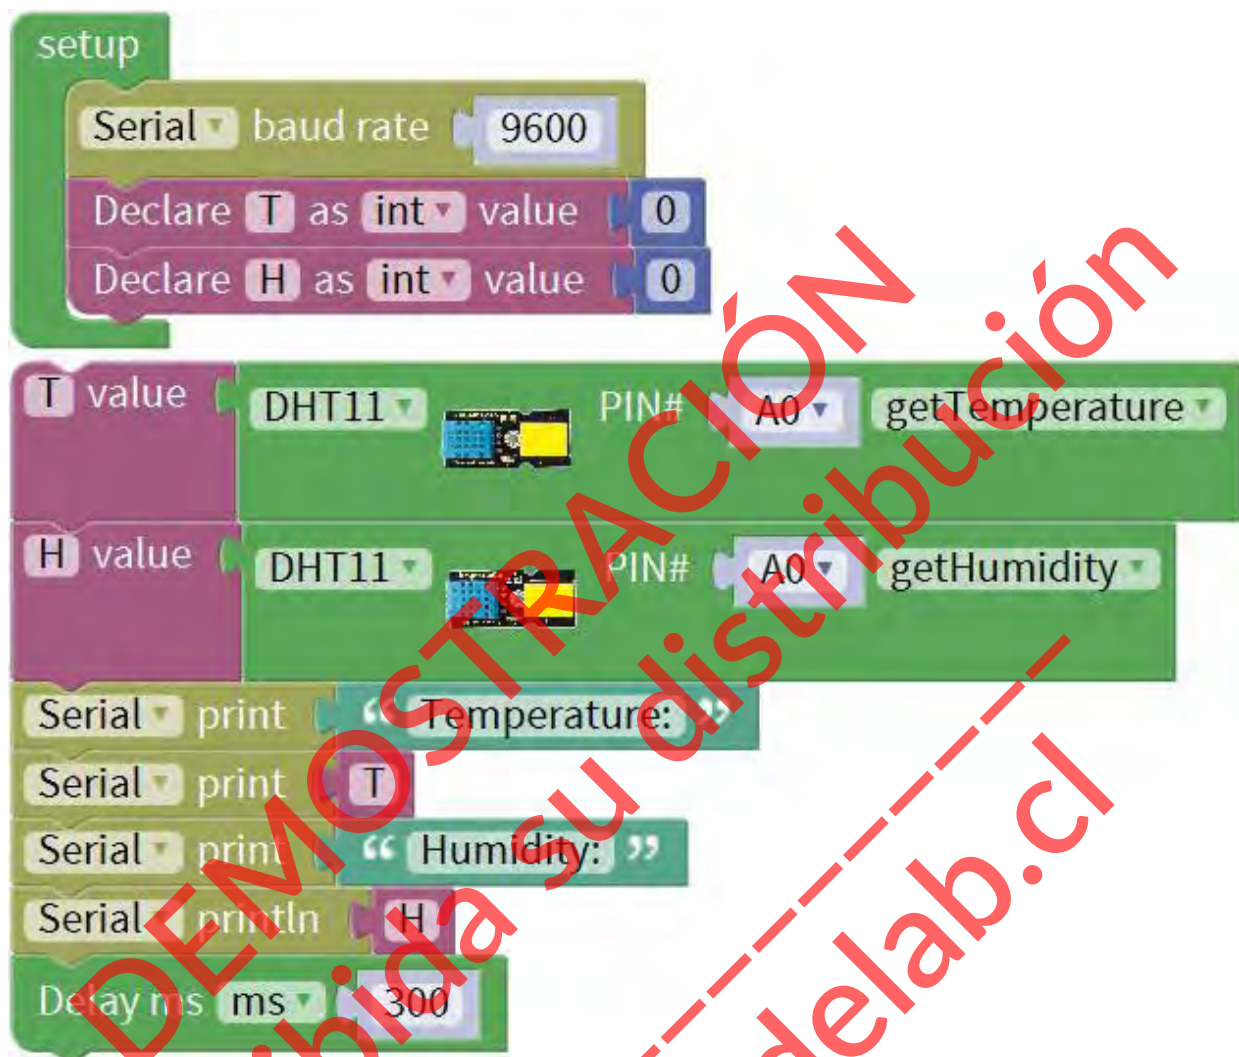 setup
Serial baud rate 9600
Declare T as int value 0
Declare H as int value 0
T value DHT11 PIN# A0 getTemperature
H value DHT11 PIN# A0 getHumidity
Serial print “ Temperature: ”
Serial print T
Serial print “ Humidity: ”
Serial println H
Delay ms ms 300
DEMOSTRACIÓN
su distribución
delab.cl